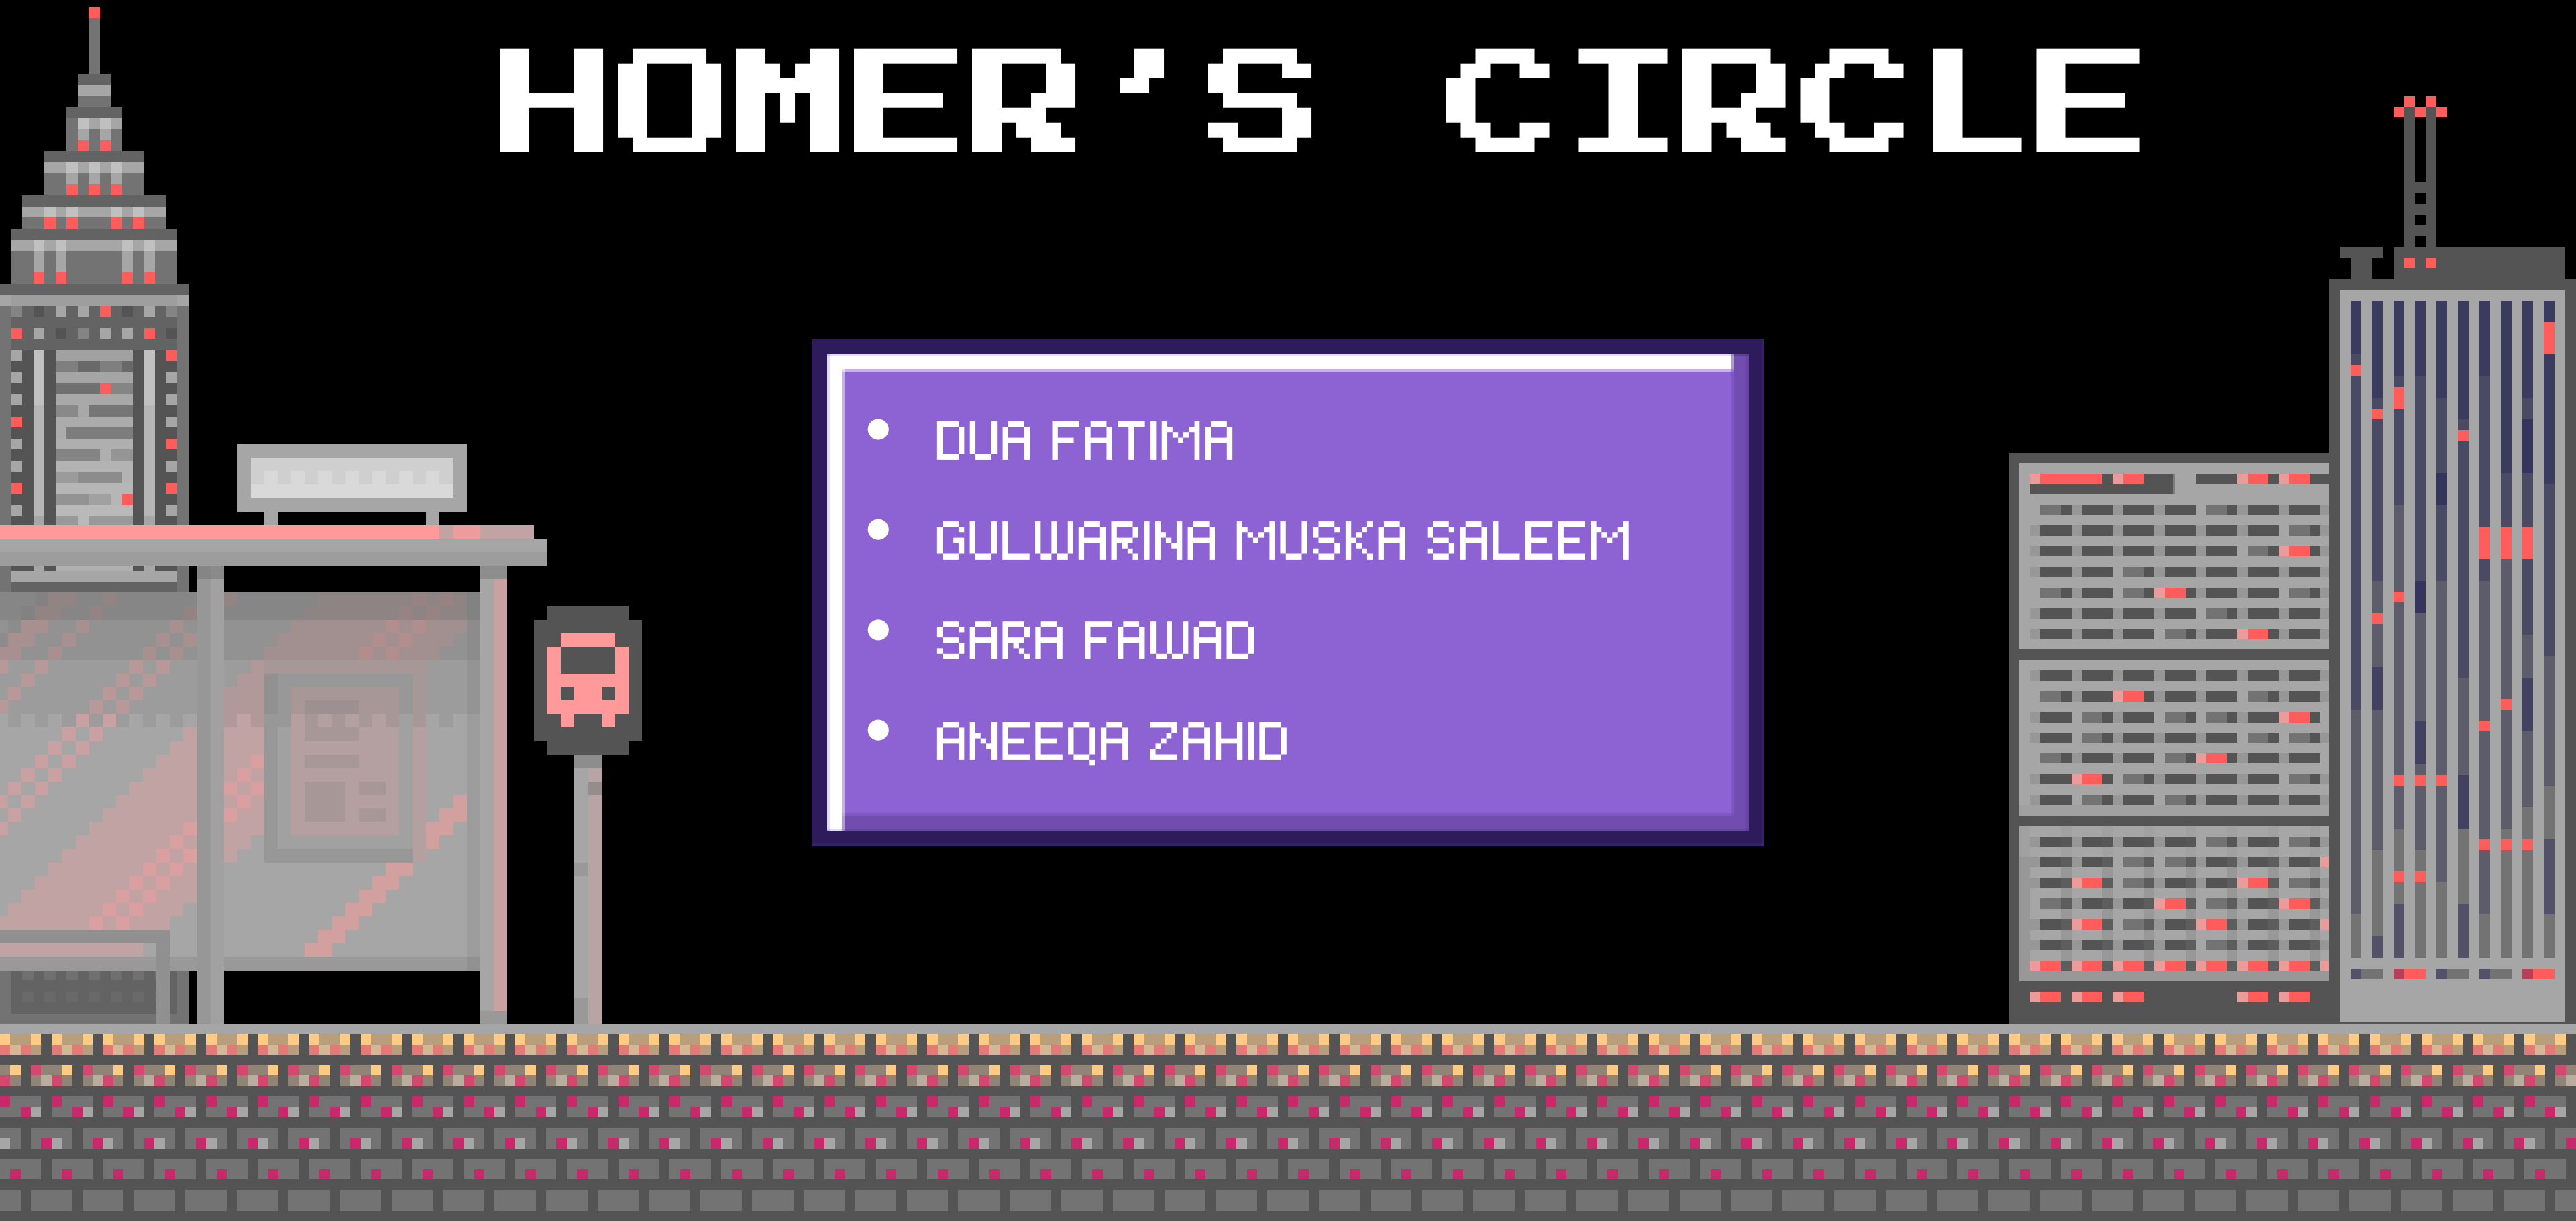 HOMER'S CIRCLE
DUA FATIMA
GULWARINA MUSKA SALEEM
SARA FAWAD
ANEEQA ZAHID